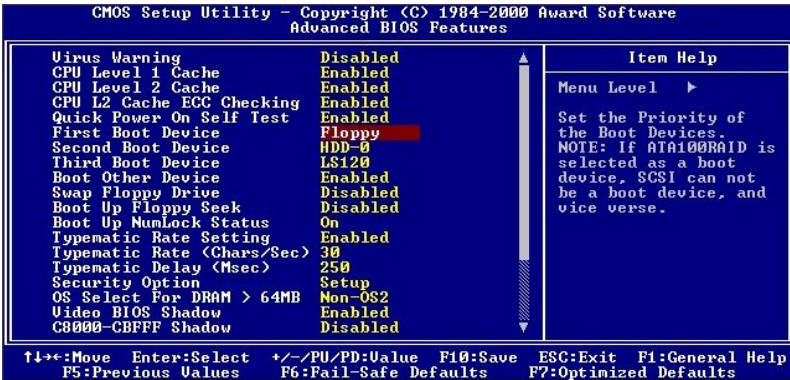 CMOS Setup Utility - Copyright (C) 1984-2000 Award Software
Advanced BIOS Features
Virus Warning Disabled
CPU Level 1 Cache Enabled
CPU Level 2 Cache Enabled
CPU L2 Cache ECC Checking Enabled
Quick Power On Self Test Enabled
First Boot Device Floppy
Second Boot Device HDD-0
Third Boot Device LS120
Boot Other Device Enabled
Swap Floppy Drive Disabled
Boot Up Floppy Seek Disabled
Boot Up NumLock Status On
Typematic Rate Setting Enabled
Typematic Rate (Chars/Sec) 30
Typematic Delay (Msec) 250
Security Option Setup
OS Select For DRAM > 64MB Non-OS2
Video BIOS Shadow Enabled
C8000-CBFFF Shadow Disabled
Item Help
Menu Level ►
Set the Priority of
the Boot Devices.
NOTE: If ATA100RAID is
selected as a boot
device, SCSI can not
be a boot device, and
vice verse.
↑↓→←:Move Enter:Select +/-/PU/PD:Value F10:Save ESC:Exit F1:General Help
F5:Previous Values F6:Fail-Safe Defaults F7:Optimized Defaults